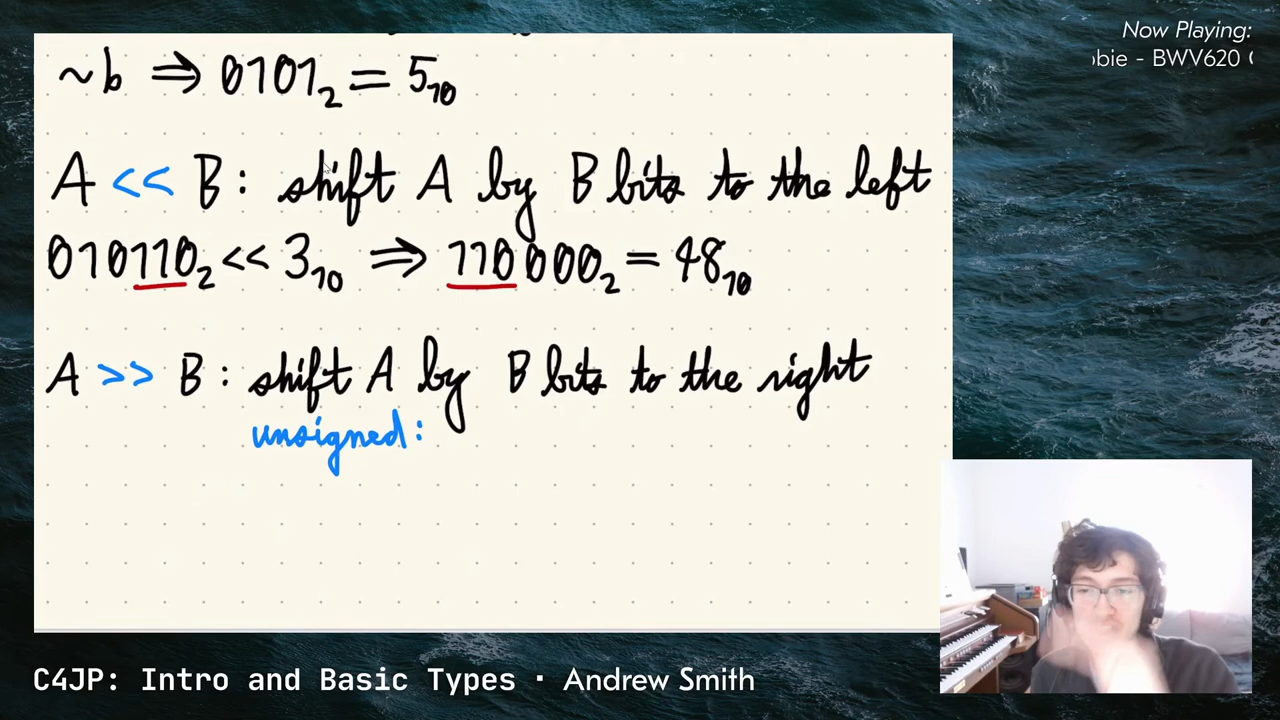 Now Playing:
obie - BWV620
~b ⇒ 0101₂ = 5₁₀
A << B: shift A by B bits to the left
010110₂ << 3₁₀ ⇒ 110000₂ = 48₁₀
A >> B: shift A by B bits to the right
unsigned:
C4JP: Intro and Basic Types · Andrew Smith